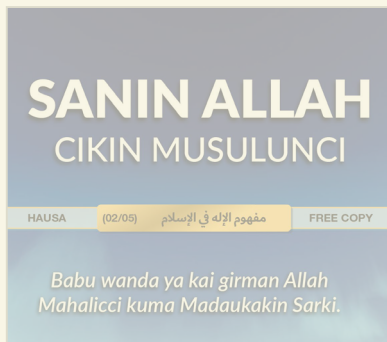 SANIN ALLAH
CIKIN MUSULUNCI
HAUSA (02/05) مفهوم الإله في الإسلام FREE COPY
Babu wanda ya kai girman Allah
Mahalicci kuma Madaukakin Sarki.